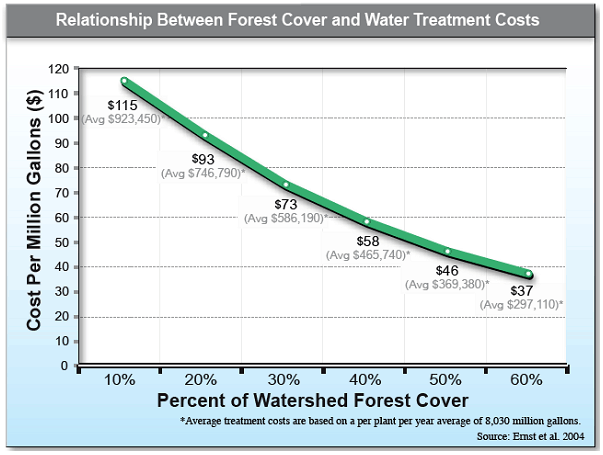 Relationship Between Forest Cover and Water Treatment Costs
Cost Per Million Gallons ($)
120
110
100
90
80
70
60
50
40
30
20
10
0
$115
(Avg $923,450)*
$93
(Avg $746,790)*
$73
(Avg $586,190)*
$58
(Avg $465,740)*
$46
(Avg $369,380)*
$37
(Avg $297,110)*
10% 20% 30% 40% 50% 60%
Percent of Watershed Forest Cover
*Average treatment costs are based on a per plant per year average of 8,030 million gallons.
Source: Ernst et al. 2004